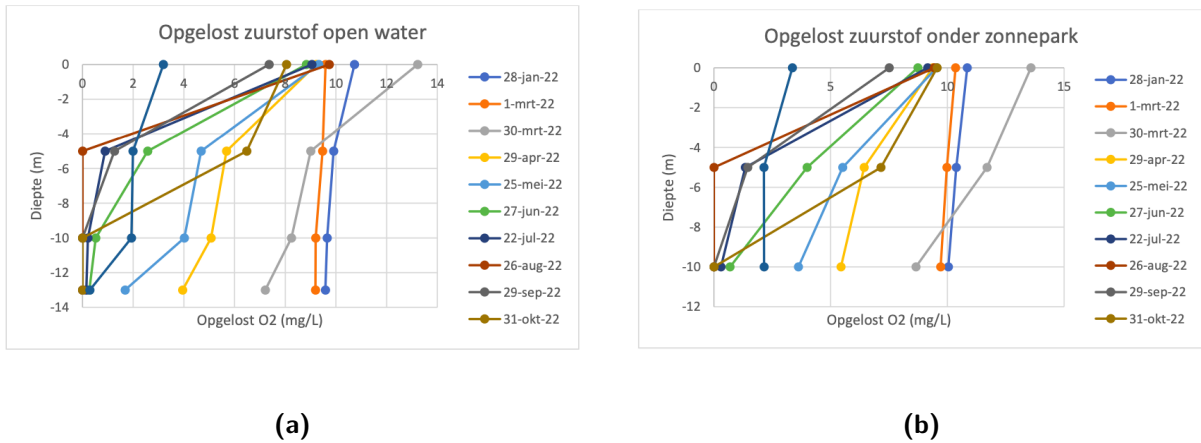 Opgelost zuurstof open water
0 2 4 6 8 10 12 14
0
-2
-4
-6
-8
-10
-12
-14
Diepte (m)
Opgelost O2 (mg/L)
28-jan-22
1-mrt-22
30-mrt-22
29-apr-22
25-mei-22
27-jun-22
22-jul-22
26-aug-22
29-sep-22
31-okt-22
(a)
Opgelost zuurstof onder zonnepark
0 5 10 15
0
-2
-4
-6
-8
-10
-12
Diepte (m)
Opgelost O2 (mg/L)
28-jan-22
1-mrt-22
30-mrt-22
29-apr-22
25-mei-22
27-jun-22
22-jul-22
26-aug-22
29-sep-22
31-okt-22
(b)